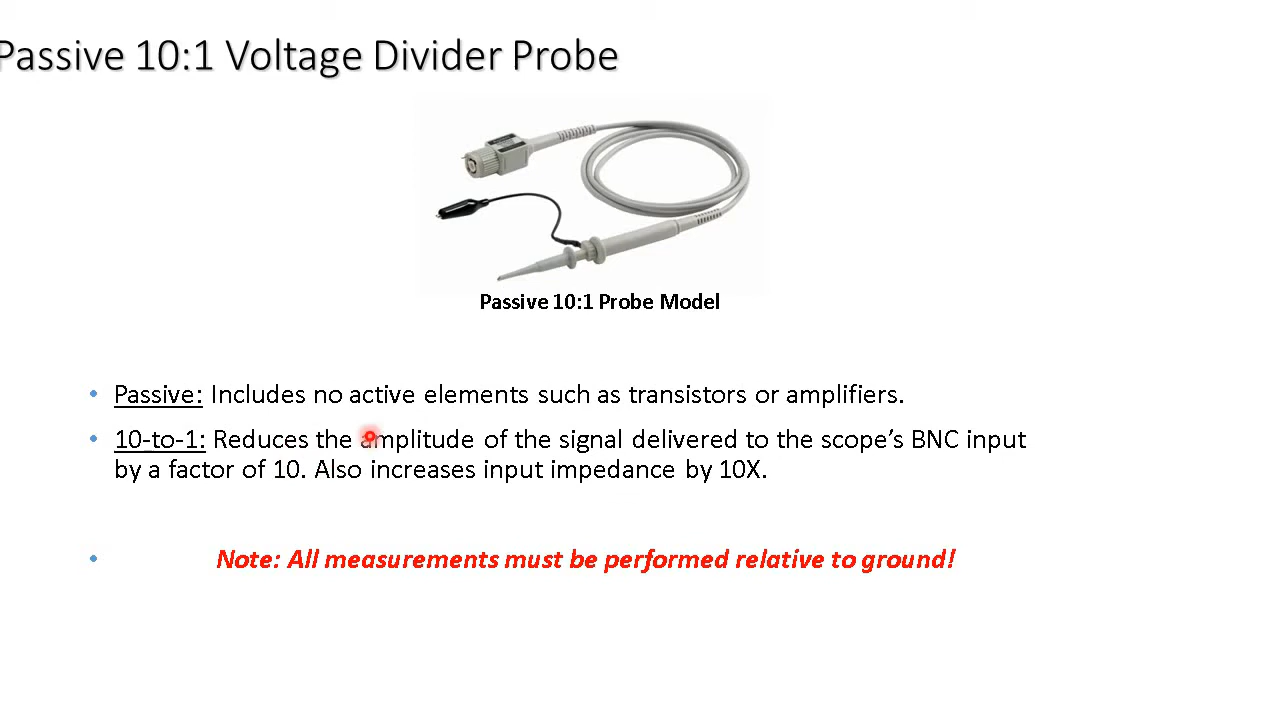 Passive 10:1 Voltage Divider Probe
Passive 10:1 Probe Model
• Passive: Includes no active elements such as transistors or amplifiers.
• 10-to-1: Reduces the amplitude of the signal delivered to the scope’s BNC input
by a factor of 10. Also increases input impedance by 10X.
• Note: All measurements must be performed relative to ground!